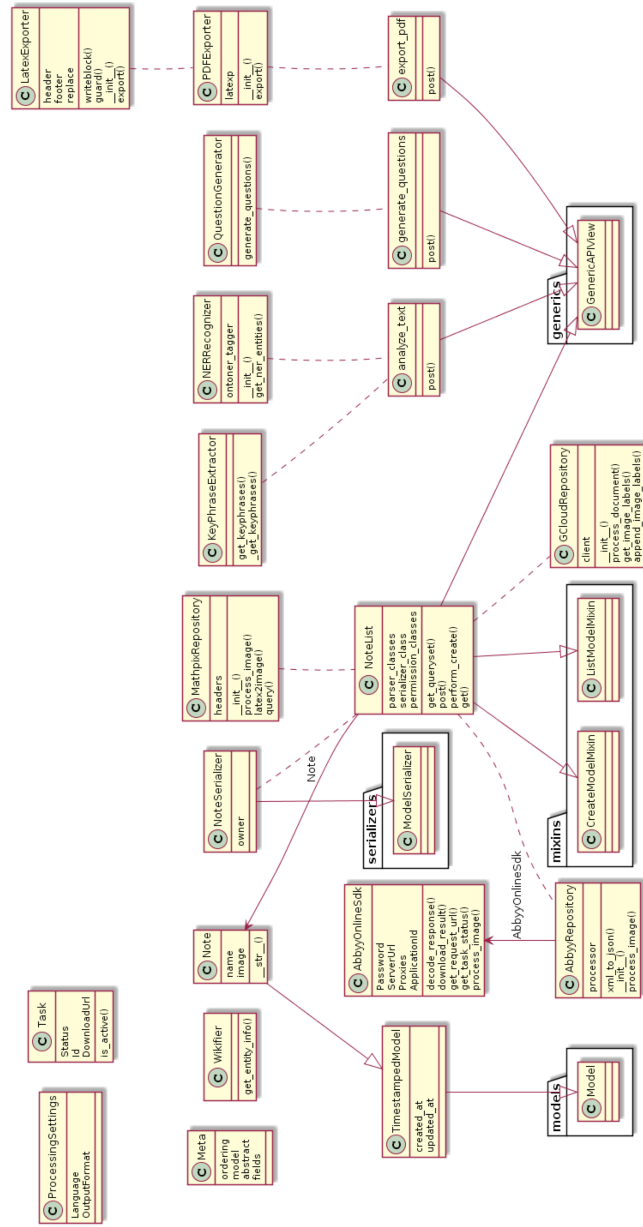 C ProcessingSettings
Language
OutputFormat
C Task
Status
Id
DownloadUrl
is_active()
C LatexExporter
header
footer
replace
writeblock()
guard()
__init__()
export()
C Meta
ordering
model
abstract
fields
C Wikifier
get_entity_info()
C Note
name
image
__str__()
C NoteSerializer
owner
C MathpixRepository
headers
__init__()
process_image()
latex2image()
query()
C KeyPhraseExtractor
get_keyphrases()
_get_keyphrases()
C NERRecognizer
ontoner_tagger
__init__()
get_ner_entities()
C QuestionGenerator
generate_questions()
C PDFExporter
latexp
__init__()
export()
Note
C TimestampedModel
created_at
updated_at
C AbbyyOnlineSdk
Password
ServerUrl
Proxies
ApplicationId
decode_response()
download_result()
get_request_url()
get_task_status()
process_image()
serializers
C ModelSerializer
C NoteList
parser_classes
serializer_class
permission_classes
get_queryset()
post()
perform_create()
get()
C analyze_text
post()
C generate_questions
post()
C export_pdf
post()
AbbyyOnlineSdk
models
C Model
C AbbyyRepository
processor
xml_to_json()
__init__()
process_image()
mixins
C CreateModelMixin
C ListModelMixin
C GCloudRepository
client
__init__()
process_document()
get_image_labels()
append_image_labels()
generics
C GenericAPIView